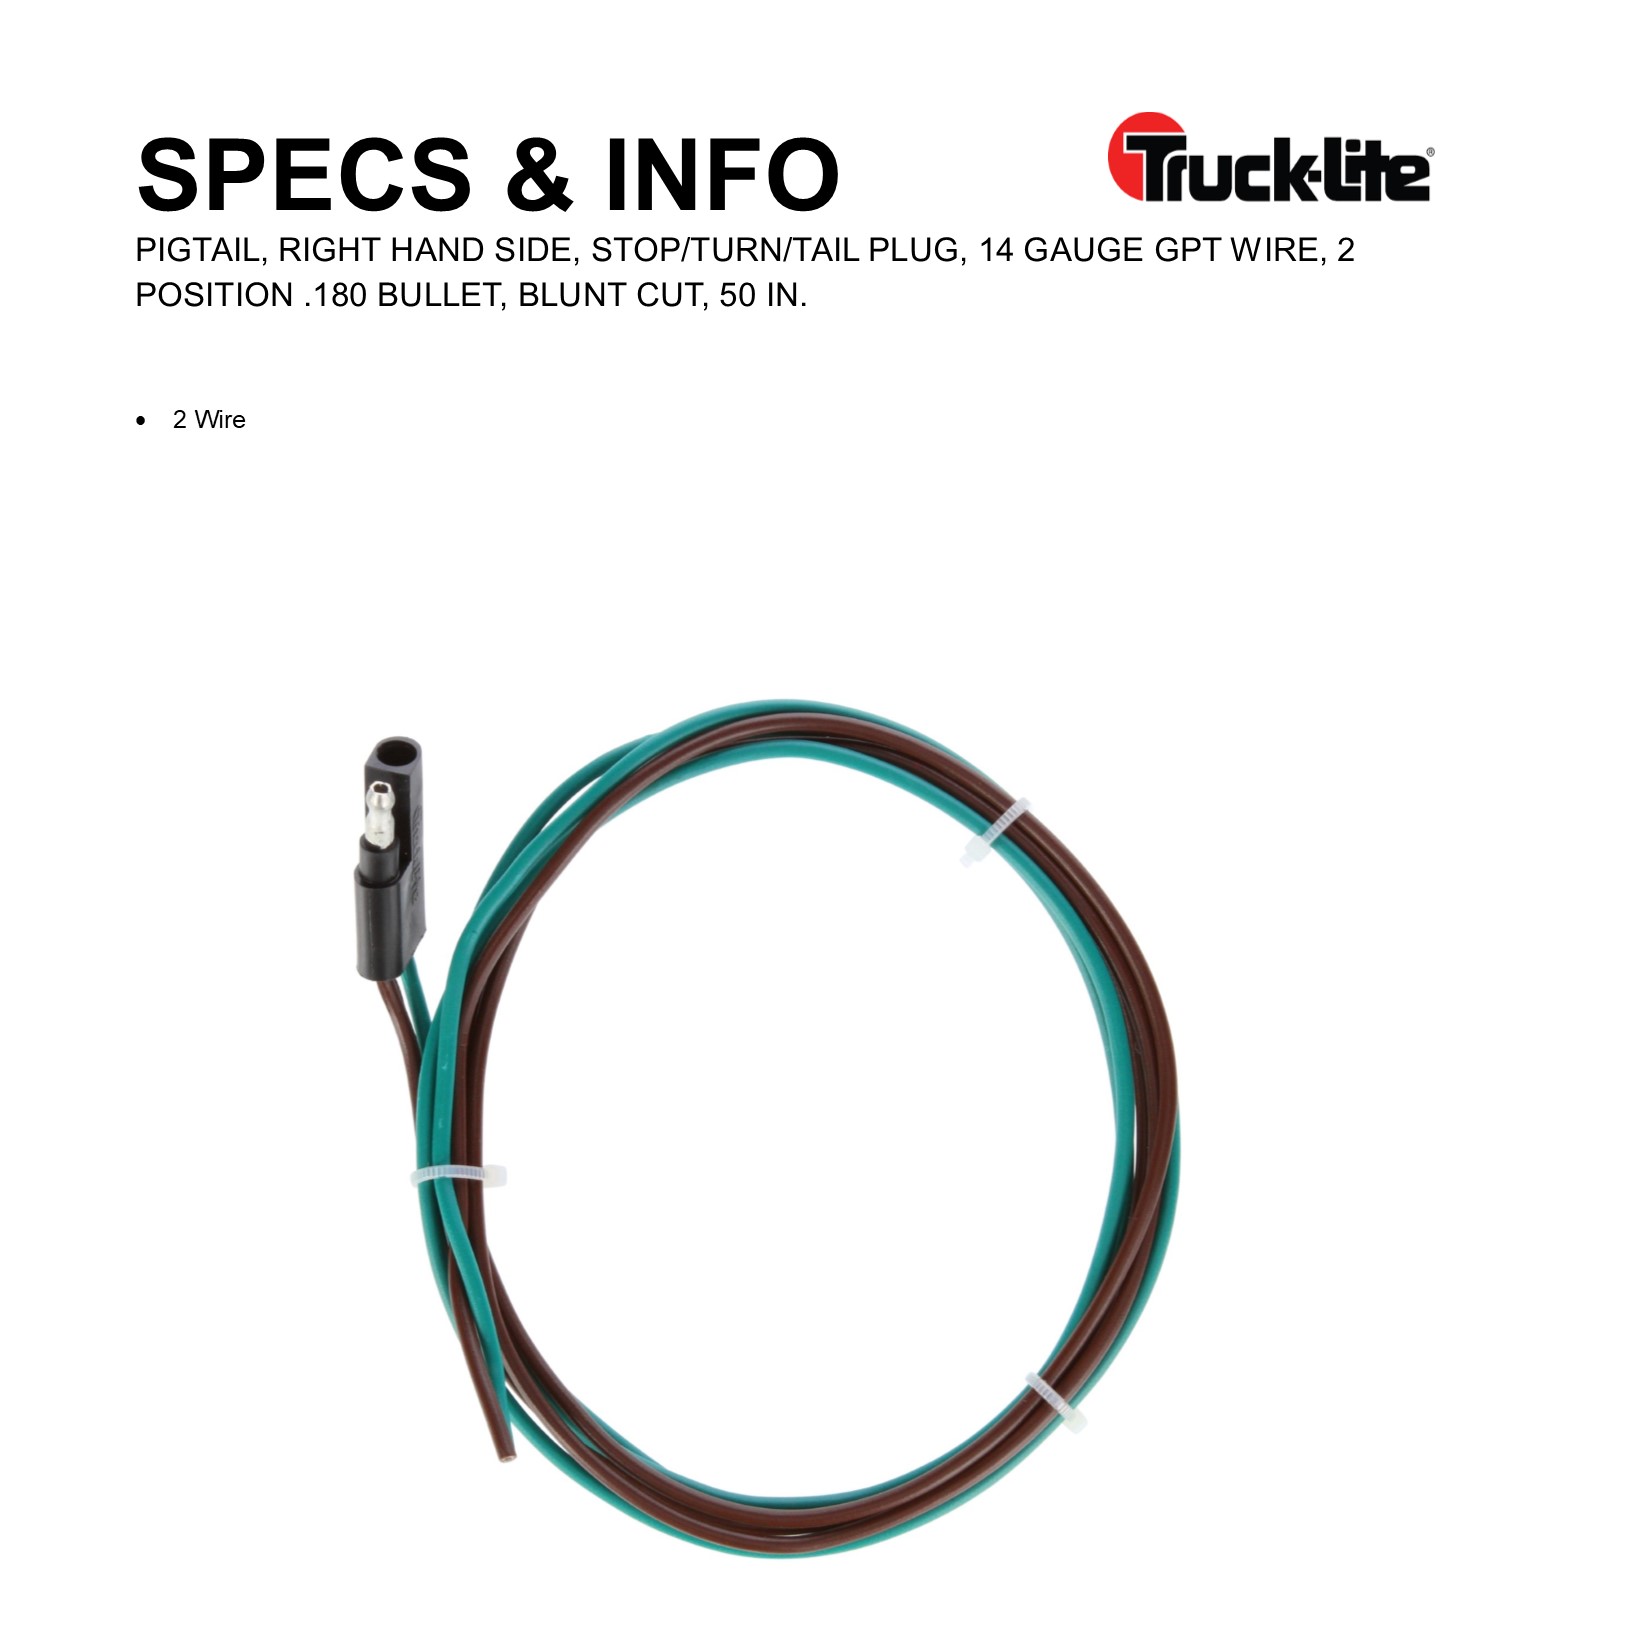 SPECS & INFO
Truck-Lite®
PIGTAIL, RIGHT HAND SIDE, STOP/TURN/TAIL PLUG, 14 GAUGE GPT WIRE, 2
POSITION .180 BULLET, BLUNT CUT, 50 IN.
• 2 Wire